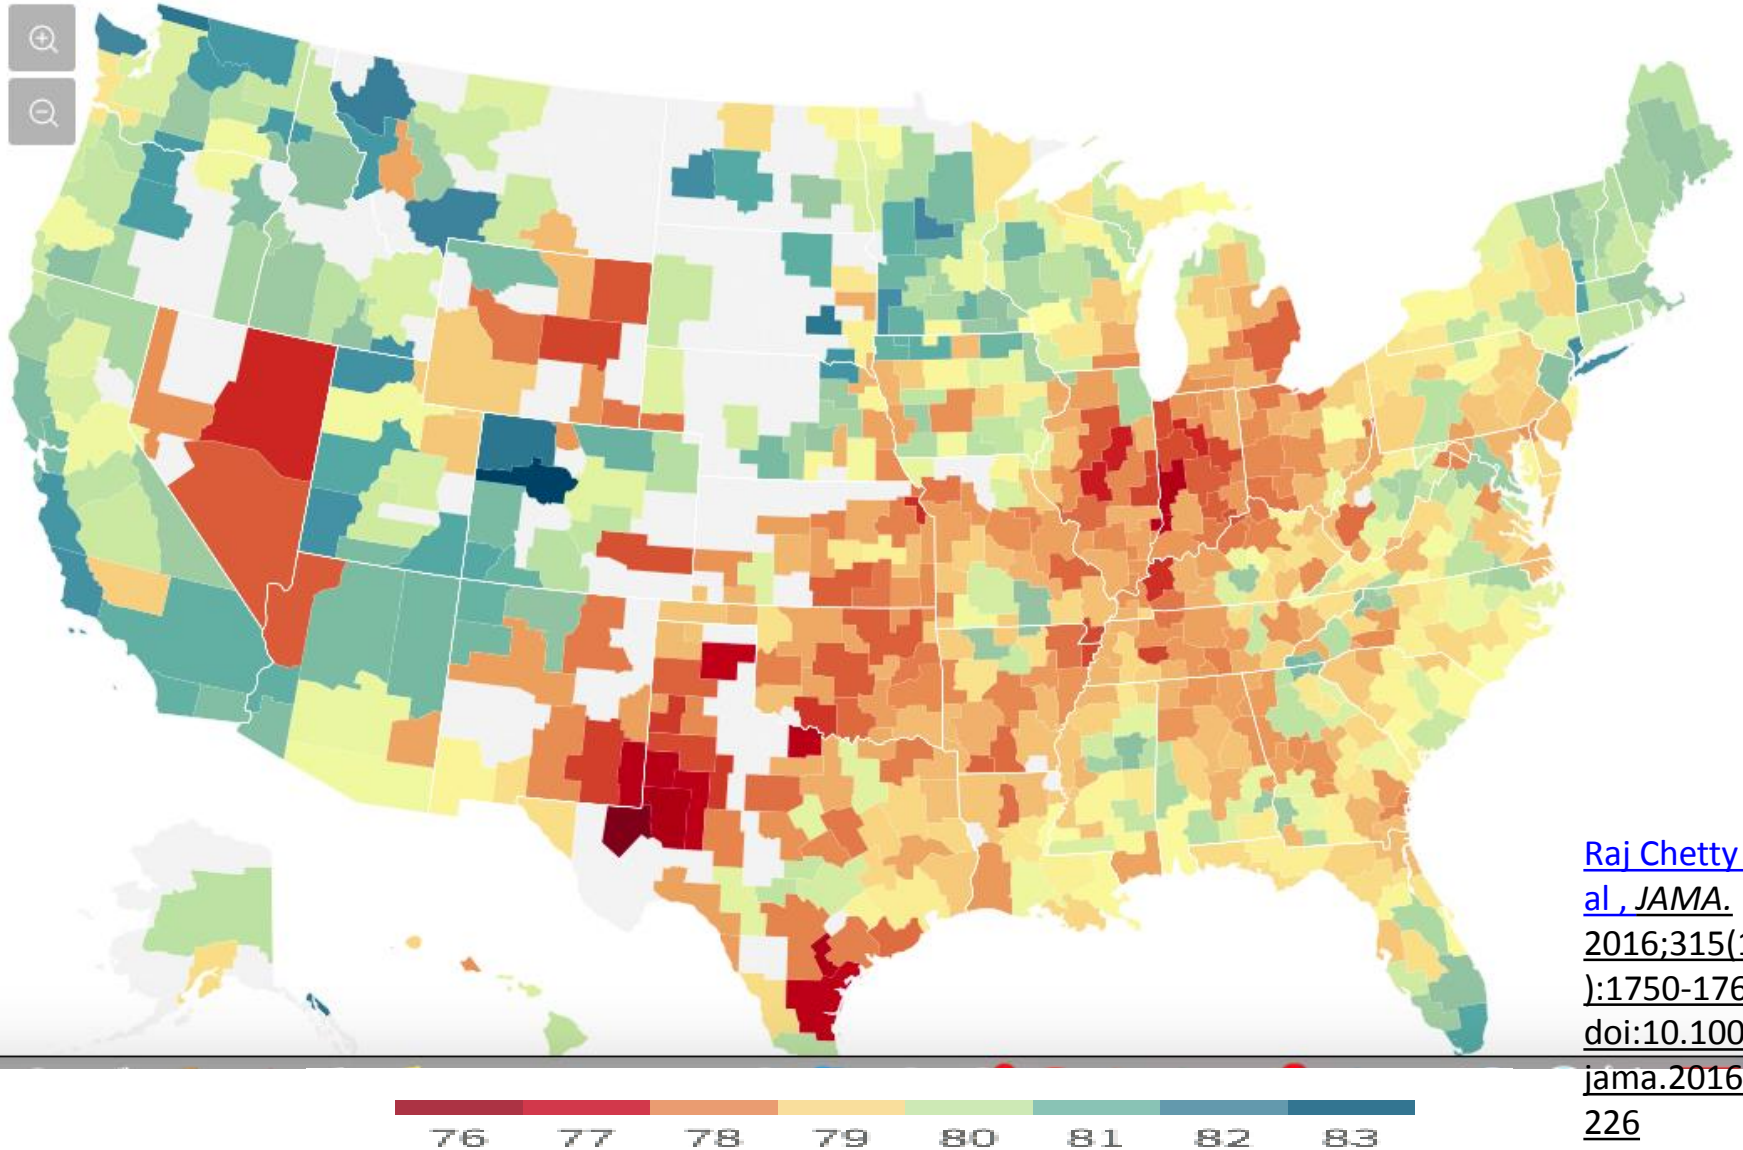 Raj Chetty
al , JAMA.
2016;315(1
):1750-176
doi:10.100
jama.2016
226
76 77 78 79 80 81 82 83